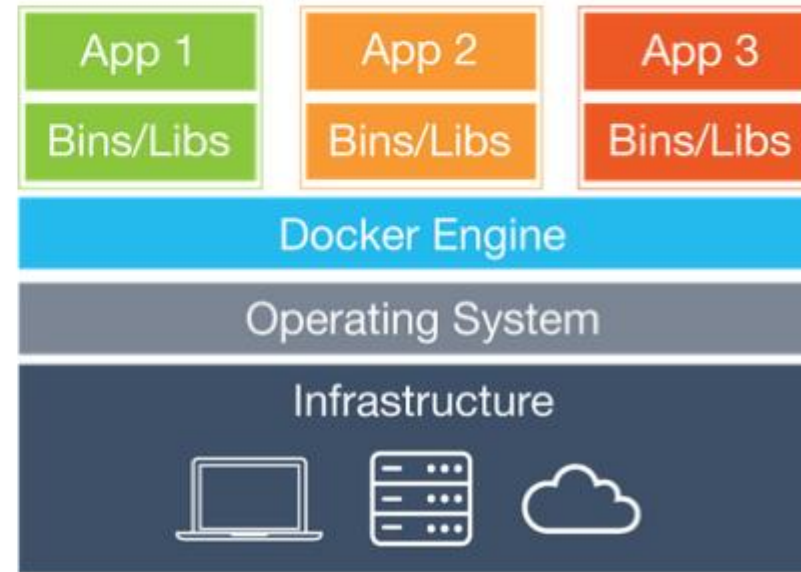 App 1 App 2 App 3
Bins/Libs Bins/Libs Bins/Libs
Docker Engine
Operating System
Infrastructure